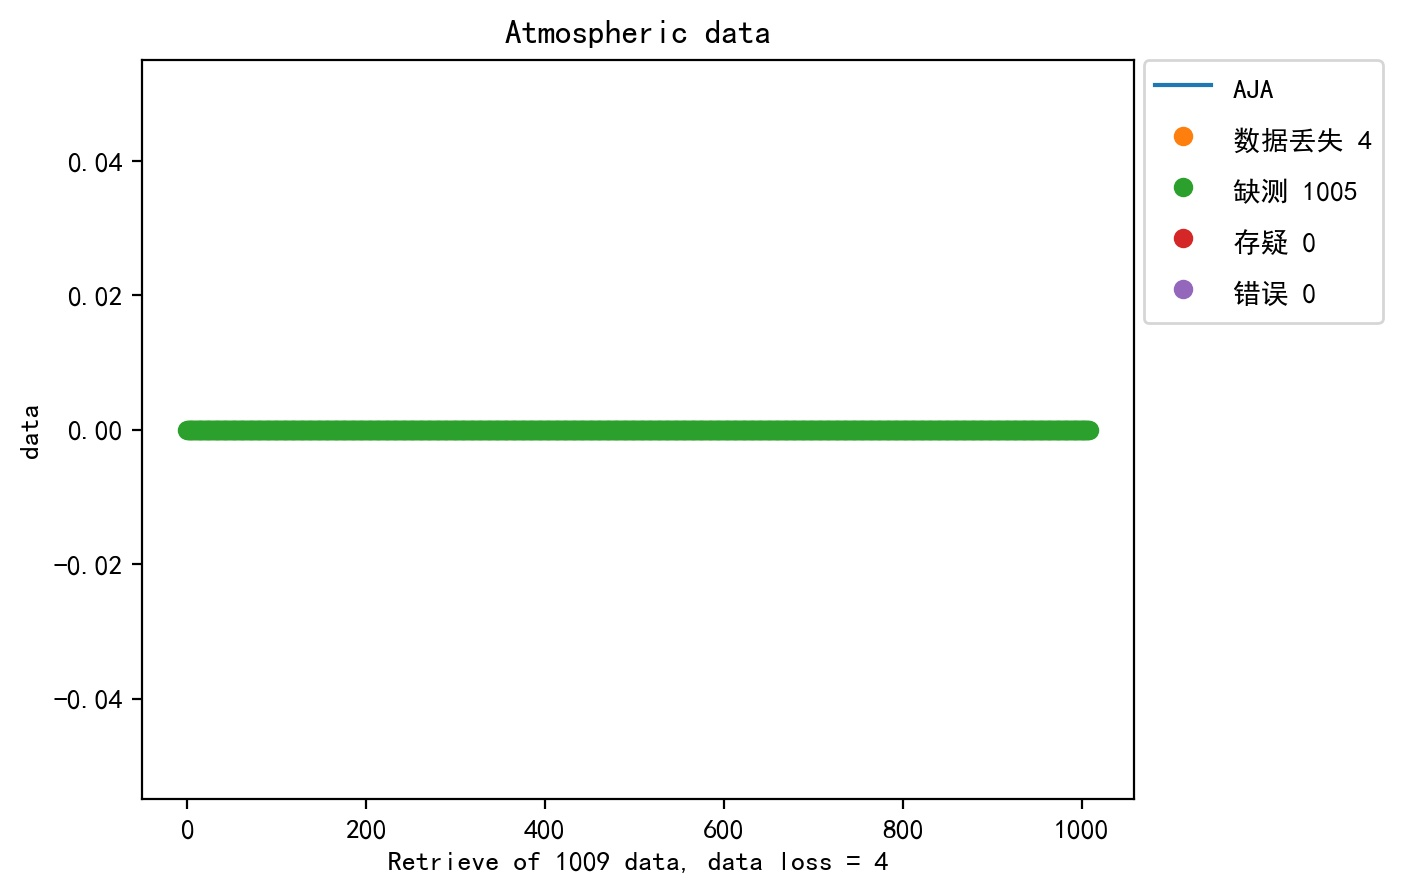 Atmospheric data
AJA
数据丢失 4
缺测 1005
存疑 0
错误 0
0.04
0.02
0.00
−0.02
−0.04
data
0
200
400
600
800
1000
Retrieve of 1009 data, data loss = 4